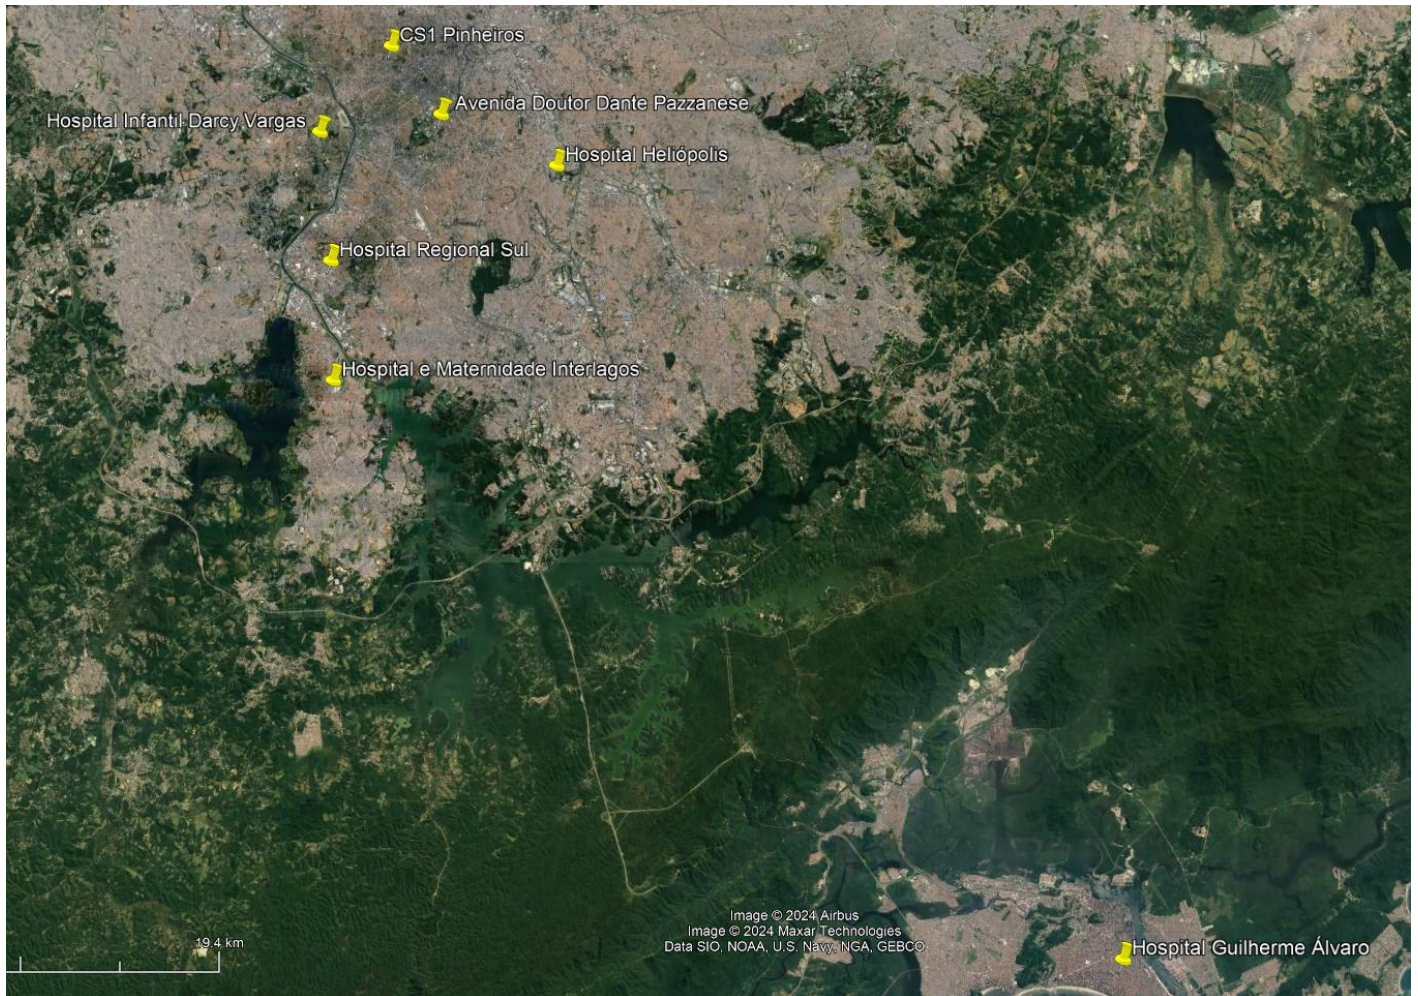 CS1 Pinheiros
Avenida Doutor Dante Pazzanese
Hospital Infantil Darcy Vargas
Hospital Heliópolis
Hospital Regional Sul
Hospital e Maternidade Interlagos
Image © 2024 Airbus
Image © 2024 Maxar Technologies
Data SIO, NOAA, U.S. Navy, NGA, GEBCO
19.4 km
Hospital Guilherme Álvaro